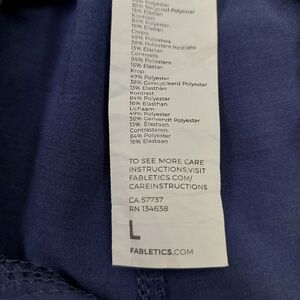 38% Recycled Polyester
13% Elastan
Kontrast:
84% Polyester
16% Elastan
Corpo:
49% Poliestere
38% Poliestere Riciclato
13% Elastan
Contrasto:
84% Poliestere
16% Elastan
Krop:
49% Polyester
38% Genrecycled Polyester
13% Elasthan
Kontrast:
84% Polyester
16% Elasthan
Lichaam:
49% Polyester
38% Polyester
13% Elastaan
Contrasteren:
84% Polyester
16% Elastaan
TO SEE MORE CARE
INSTRUCTIONS,VISIT
FABLETICS.COM/
CAREINSTRUCTIONS
CA 57737
RN 134638
L
FABLETICS.COM